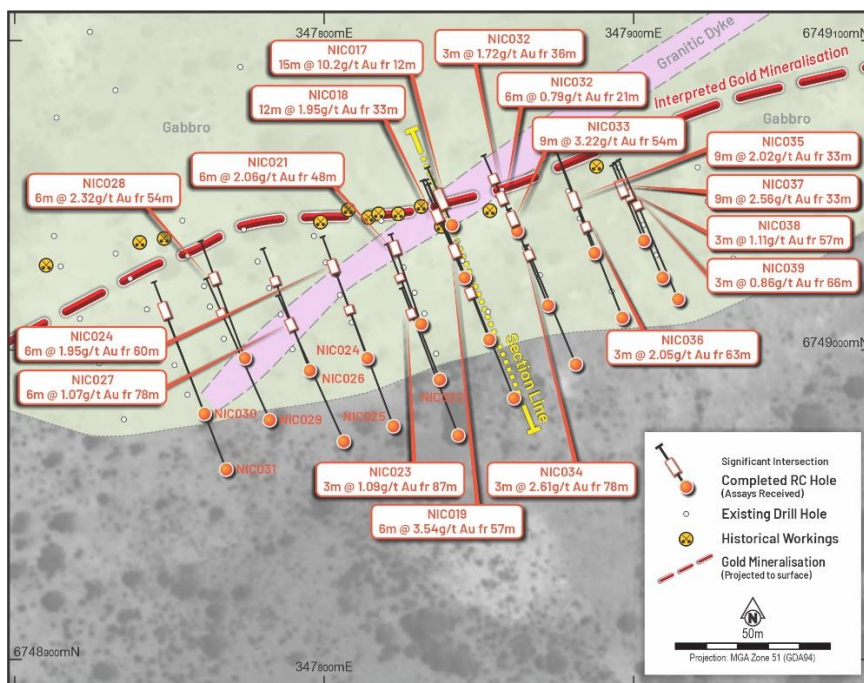 347800mE
347900mE
6749100mN
NIC017
15m @ 10.2g/t Au fr 12m
NIC032
3m @ 1.72g/t Au fr 36m
Granitic Dyke
NIC018
12m @ 1.95g/t Au fr 33m
NIC032
6m @ 0.79g/t Au fr 21m
Interpreted Gold Mineralisation
Gabbro
Gabbro
NIC033
9m @ 3.22g/t Au fr 54m
NIC035
9m @ 2.02g/t Au fr 33m
NIC021
6m @ 2.06g/t Au fr 48m
NIC028
6m @ 2.32g/t Au fr 54m
NIC037
9m @ 2.56g/t Au fr 33m
NIC038
3m @ 1.11g/t Au fr 57m
NIC039
3m @ 0.86g/t Au fr 66m
NIC024
6m @ 1.95g/t Au fr 60m
NIC027
6m @ 1.07g/t Au fr 78m
NIC036
3m @ 2.05g/t Au fr 63m
6749000mN
NIC024
NIC026
NIC022
Section Line
NIC030
NIC029
NIC025
NIC031
NIC023
3m @ 1.09g/t Au fr 87m
NIC034
3m @ 2.61g/t Au fr 78m
NIC019
6m @ 3.54g/t Au fr 57m
Significant Intersection
Completed RC Hole
(Assays Received)
Existing Drill Hole
Historical Workings
Gold Mineralisation
(Projected to surface)
N
50m
Projection: MGA Zone 51 (GDA94)
6748900mN
347800mE